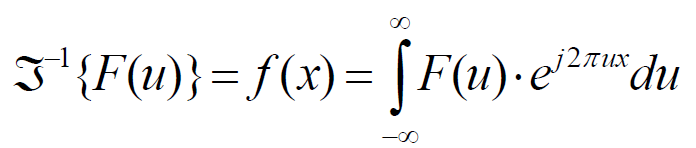 ℑ⁻¹{F(u)} = f(x) = ∫_{-∞}^{∞} F(u)·e^{j2πux}du